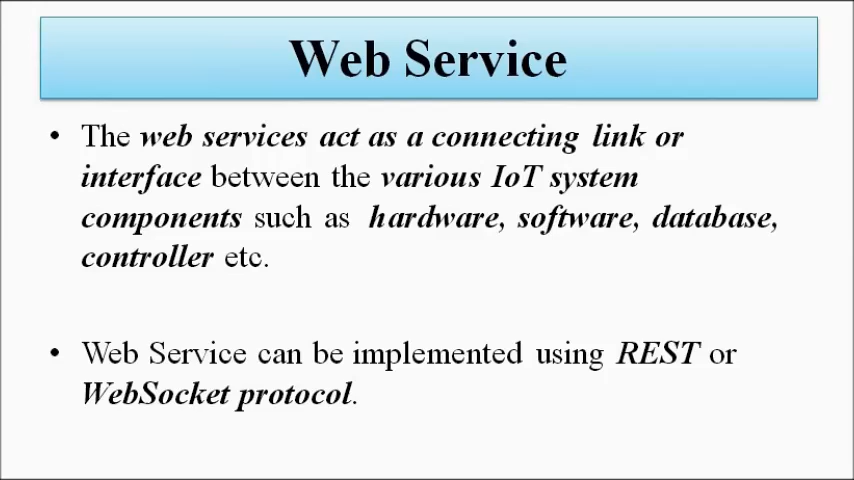 Web Service
• The web services act as a connecting link or
interface between the various IoT system
components such as hardware, software, database,
controller etc.
• Web Service can be implemented using REST or
WebSocket protocol.